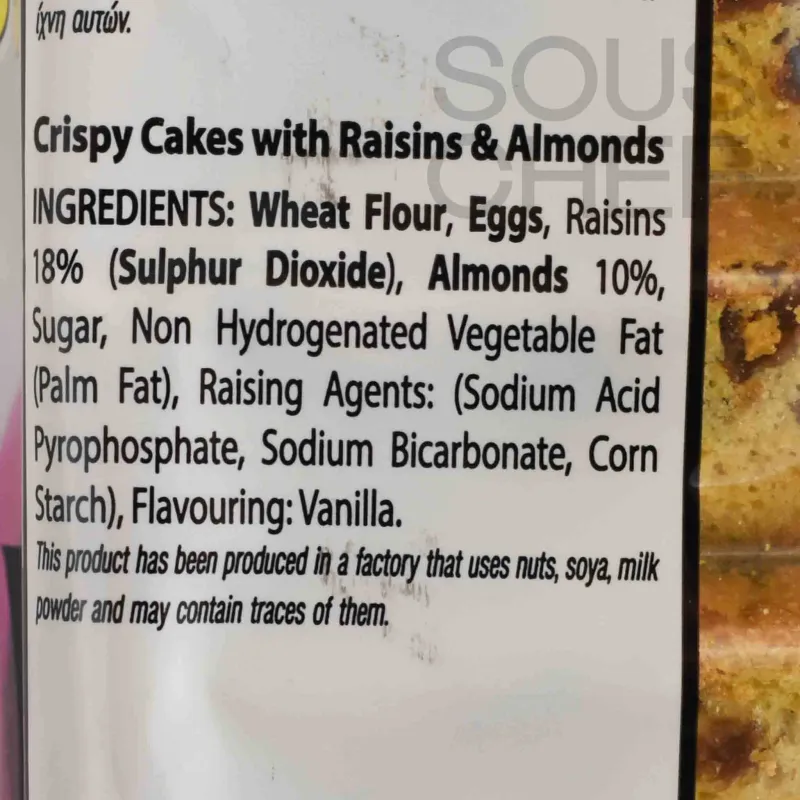 ίχνη αυτών.
SOUS
CHEF
Crispy Cakes with Raisins & Almonds
INGREDIENTS: Wheat Flour, Eggs, Raisins
18% (Sulphur Dioxide), Almonds 10%,
Sugar, Non Hydrogenated Vegetable Fat
(Palm Fat), Raising Agents: (Sodium Acid
Pyrophosphate, Sodium Bicarbonate, Corn
Starch), Flavouring: Vanilla.
This product has been produced in a factory that uses nuts, soya, milk
powder and may contain traces of them.